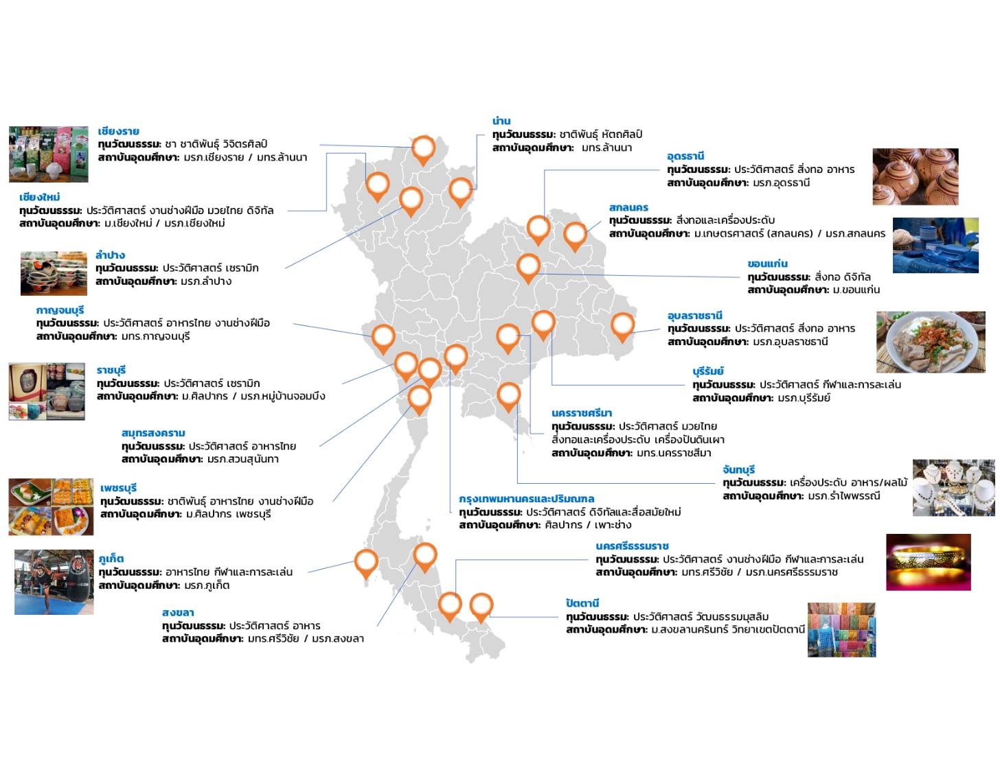 เชียงราย
ทุนวัฒนธรรม: ชา ชาติพันธุ์ วิจิตรศิลป์
สถาบันอุดมศึกษา: มรภ.เชียงราย / มทร.ล้านนา
เชียงใหม่
ทุนวัฒนธรรม: ประวัติศาสตร์ งานช่างฝีมือ มวยไทย ดิจิทัล
สถาบันอุดมศึกษา: ม.เชียงใหม่ / มรภ.เชียงใหม่
ลำปาง
ทุนวัฒนธรรม: ประวัติศาสตร์ เซรามิก
สถาบันอุดมศึกษา: มรภ.ลำปาง
กาญจนบุรี
ทุนวัฒนธรรม: ประวัติศาสตร์ อาหารไทย งานช่างฝีมือ
สถาบันอุดมศึกษา: มทร.กาญจนบุรี
ราชบุรี
ทุนวัฒนธรรม: ประวัติศาสตร์ เซรามิก
สถาบันอุดมศึกษา: ม.ศิลปากร / มรภ.หมู่บ้านจอมบึง
สมุทรสงคราม
ทุนวัฒนธรรม: ประวัติศาสตร์ อาหารไทย
สถาบันอุดมศึกษา: มรภ.สวนสุนันทา
เพชรบุรี
ทุนวัฒนธรรม: ชาติพันธุ์ อาหารไทย งานช่างฝีมือ
สถาบันอุดมศึกษา: ม.ศิลปากร เพชรบุรี
ภูเก็ต
ทุนวัฒนธรรม: อาหารไทย กีฬาและการละเล่น
สถาบันอุดมศึกษา: มรภ.ภูเก็ต
สงขลา
ทุนวัฒนธรรม: ประวัติศาสตร์ อาหาร
สถาบันอุดมศึกษา: มทร.ศรีวิชัย / มรภ.สงขลา
น่าน
ทุนวัฒนธรรม: ชาติพันธุ์ หัตถศิลป์
สถาบันอุดมศึกษา: มทร.ล้านนา
อุดรธานี
ทุนวัฒนธรรม: ประวัติศาสตร์ สิ่งทอ อาหาร
สถาบันอุดมศึกษา: มรภ.อุดรธานี
สกลนคร
ทุนวัฒนธรรม: สิ่งทอและเครื่องประดับ
สถาบันอุดมศึกษา: ม.เกษตรศาสตร์ (สกลนคร) / มรภ.สกลนคร
ขอนแก่น
ทุนวัฒนธรรม: สิ่งทอ ดิจิทัล
สถาบันอุดมศึกษา: ม.ขอนแก่น
อุบลราชธานี
ทุนวัฒนธรรม: ประวัติศาสตร์ สิ่งทอ อาหาร
สถาบันอุดมศึกษา: มรภ.อุบลราชธานี
บุรีรัมย์
ทุนวัฒนธรรม: ประวัติศาสตร์ กีฬาและการละเล่น
สถาบันอุดมศึกษา: มรภ.บุรีรัมย์
นครราชศรีมา
ทุนวัฒนธรรม: ประวัติศาสตร์ มวยไทย
สิ่งทอและเครื่องประดับ เครื่องปั้นดินเผา
สถาบันอุดมศึกษา: มทร.นครราชสีมา
จันทบุรี
ทุนวัฒนธรรม: เครื่องประดับ อาหาร/ผลไม้
สถาบันอุดมศึกษา: มรภ.รำไพพรรณี
กรุงเทพมหานครและปริมณฑล
ทุนวัฒนธรรม: ประวัติศาสตร์ ดิจิทัลและสื่อสมัยใหม่
สถาบันอุดมศึกษา: ศิลปากร / เพาะช่าง
นครศรีธรรมราช
ทุนวัฒนธรรม: ประวัติศาสตร์ งานช่างฝีมือ กีฬาและการละเล่น
สถาบันอุดมศึกษา: มทร.ศรีวิชัย / มรภ.นครศรีธรรมราช
ปัตตานี
ทุนวัฒนธรรม: ประวัติศาสตร์ วัฒนธรรมมุสลิม
สถาบันอุดมศึกษา: ม.สงขลานครินทร์ วิทยาเขตปัตตานี